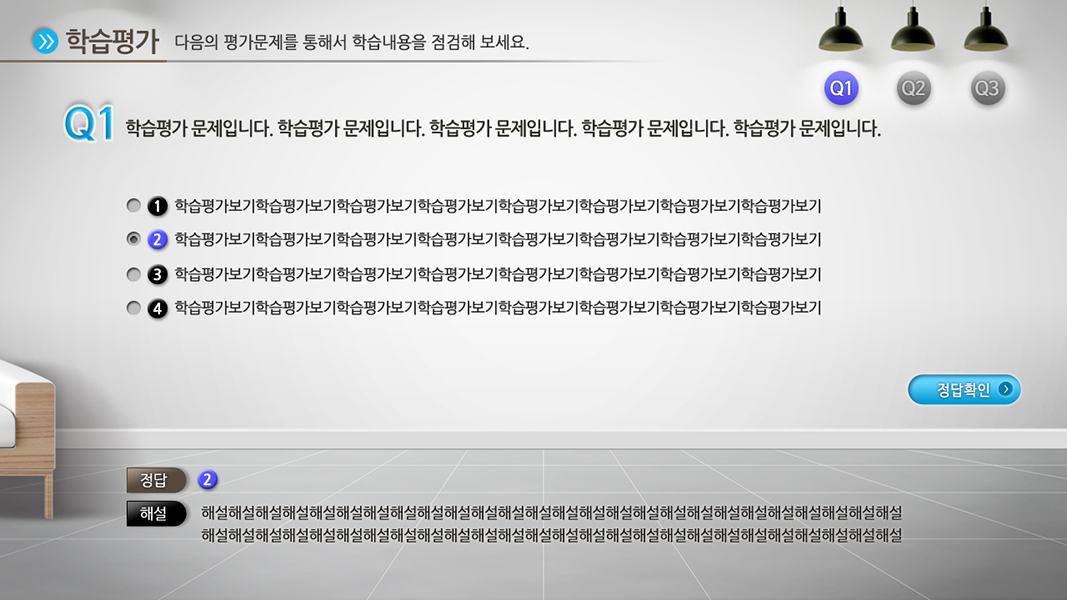 학습평가 다음의 평가문제를 통해서 학습내용을 점검해 보세요.
Q1 Q2 Q3
Q1 학습평가 문제입니다. 학습평가 문제입니다. 학습평가 문제입니다. 학습평가 문제입니다. 학습평가 문제입니다.
1 학습평가보기학습평가보기학습평가보기학습평가보기학습평가보기학습평가보기학습평가보기학습평가보기
2 학습평가보기학습평가보기학습평가보기학습평가보기학습평가보기학습평가보기학습평가보기학습평가보기
3 학습평가보기학습평가보기학습평가보기학습평가보기학습평가보기학습평가보기학습평가보기학습평가보기
4 학습평가보기학습평가보기학습평가보기학습평가보기학습평가보기학습평가보기학습평가보기학습평가보기
정답확인
정답 2
해설 해설해설해설해설해설해설해설해설해설해설해설해설해설해설해설해설해설해설해설해설해설해설해설해설해설해설
해설해설해설해설해설해설해설해설해설해설해설해설해설해설해설해설해설해설해설해설해설해설해설해설해설해설